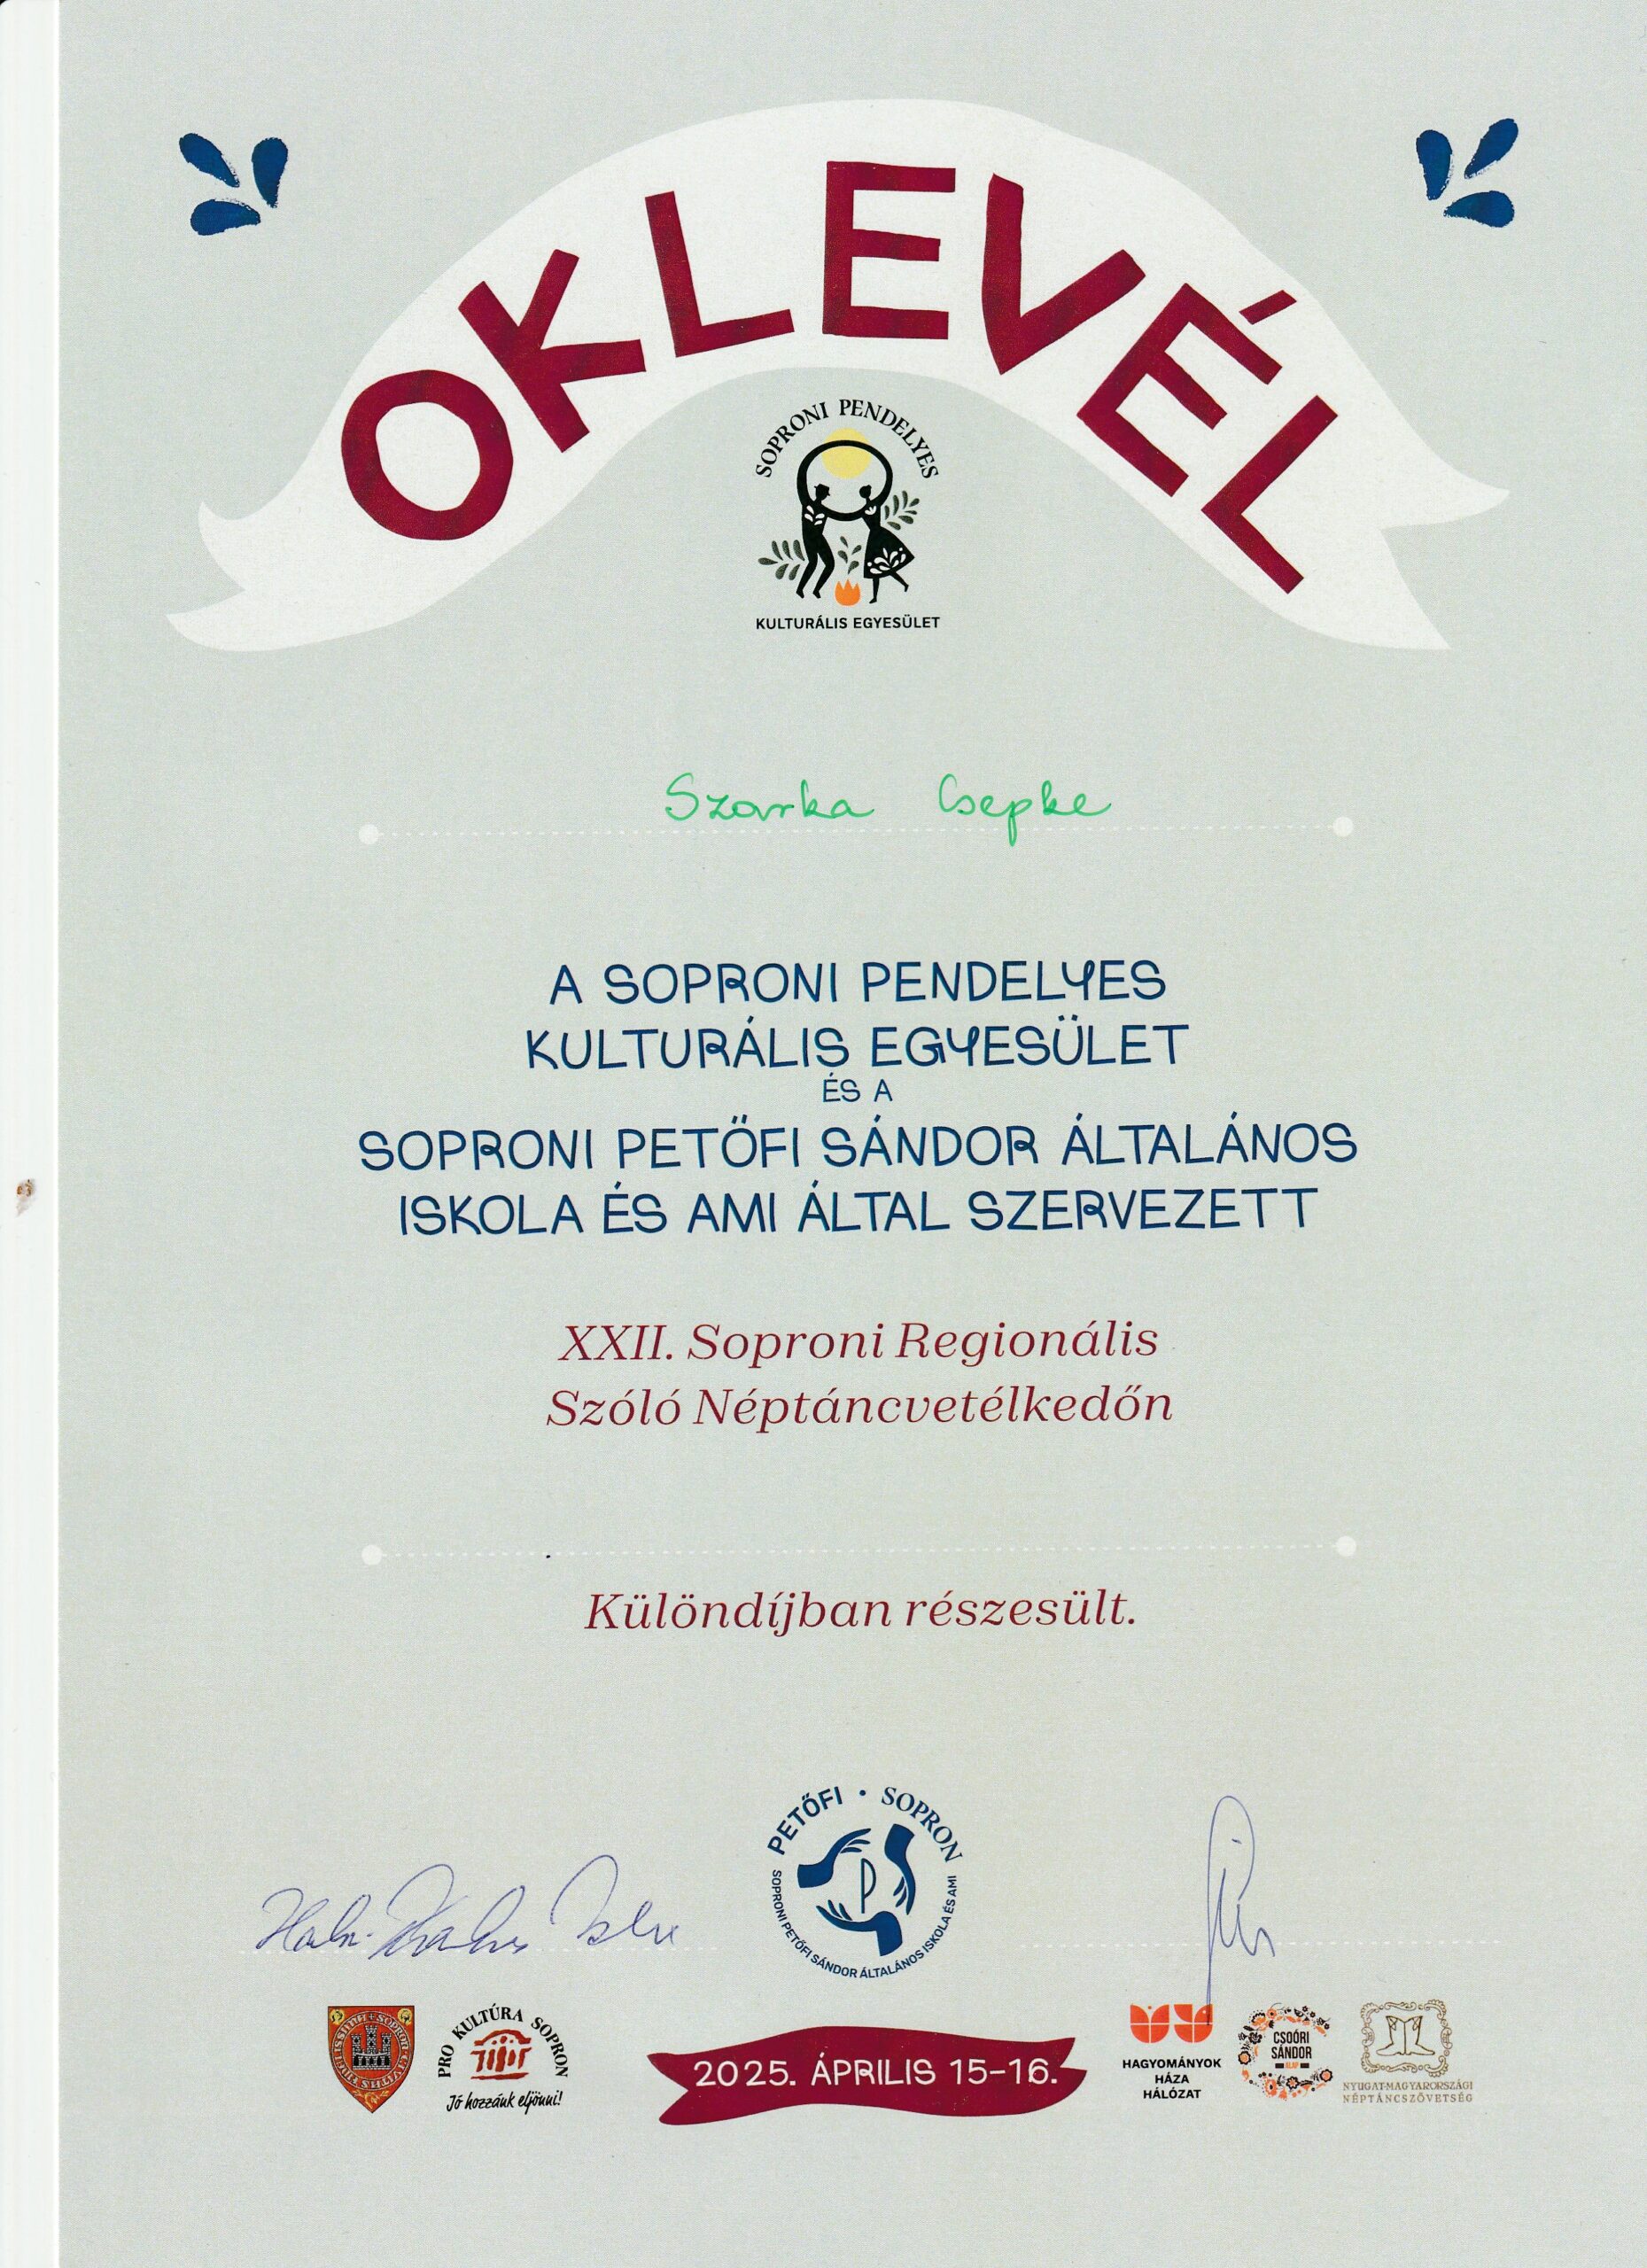 OKLEVÉL
SOPRONI PENDELYES
KULTURÁLIS EGYESÜLET
Szarka Csepke
A SOPRONI PENDELYES
KULTURÁLIS EGYESÜLET
ÉS A
SOPRONI PETŐFI SÁNDOR ÁLTALÁNOS
ISKOLA ÉS AMI ÁLTAL SZERVEZETT
XXII. Soproni Regionális
Szóló Néptáncvetélkedőn
Különdíjban részesült.
PETŐFI • SOPRON
SOPRONI PETŐFI SÁNDOR ÁLTALÁNOS ISKOLA ÉS AMI
PRO KULTÚRA SOPRON
Jó hozzánk eljönni!
2025. ÁPRILIS 15-16.
HAGYOMÁNYOK
HÁZA
HÁLÓZAT
CSOÓRI
SÁNDOR
ALAP
NYUGAT-MAGYARORSZÁGI
NÉPTÁNCSZÖVETSÉG